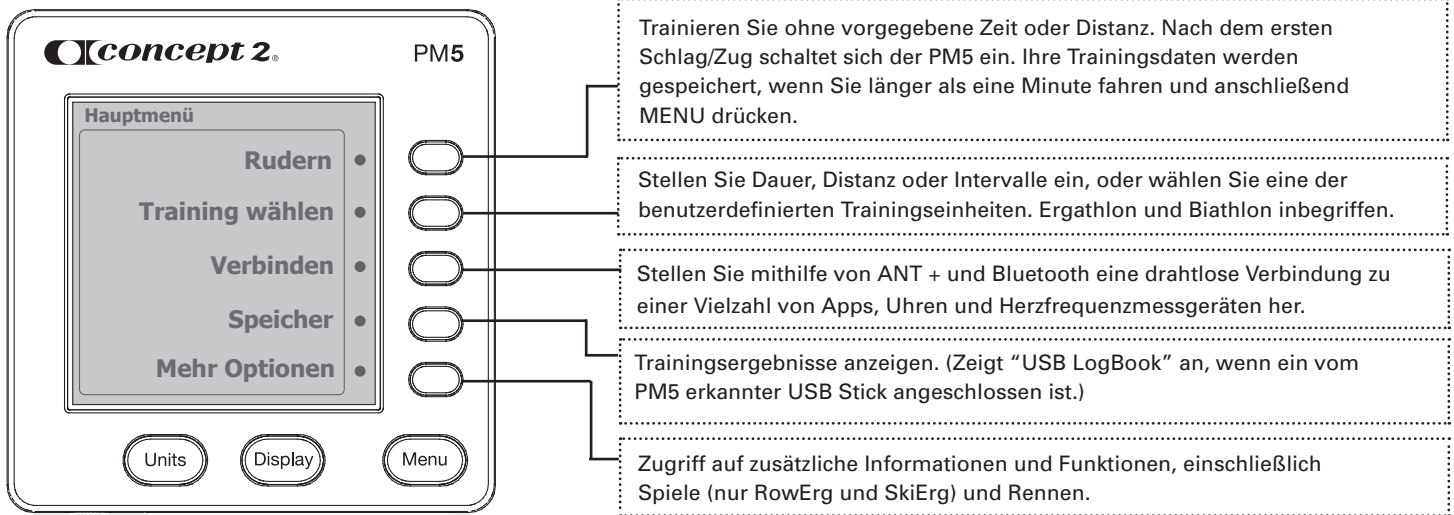 concept 2®
PM5
Hauptmenü
Rudern
Training wählen
Verbinden
Speicher
Mehr Optionen
Units
Display
Menu
Trainieren Sie ohne vorgegebene Zeit oder Distanz. Nach dem ersten
Schlag/Zug schaltet sich der PM5 ein. Ihre Trainingsdaten werden
gespeichert, wenn Sie länger als eine Minute fahren und anschließend
MENU drücken.
Stellen Sie Dauer, Distanz oder Intervalle ein, oder wählen Sie eine der
benutzerdefinierten Trainingseinheiten. Ergathlon und Biathlon inbegriffen.
Stellen Sie mithilfe von ANT + und Bluetooth eine drahtlose Verbindung zu
einer Vielzahl von Apps, Uhren und Herzfrequenzmessgeräten her.
Trainingsergebnisse anzeigen. (Zeigt “USB LogBook” an, wenn ein vom
PM5 erkannter USB Stick angeschlossen ist.)
Zugriff auf zusätzliche Informationen und Funktionen, einschließlich
Spiele (nur RowErg und SkiErg) und Rennen.